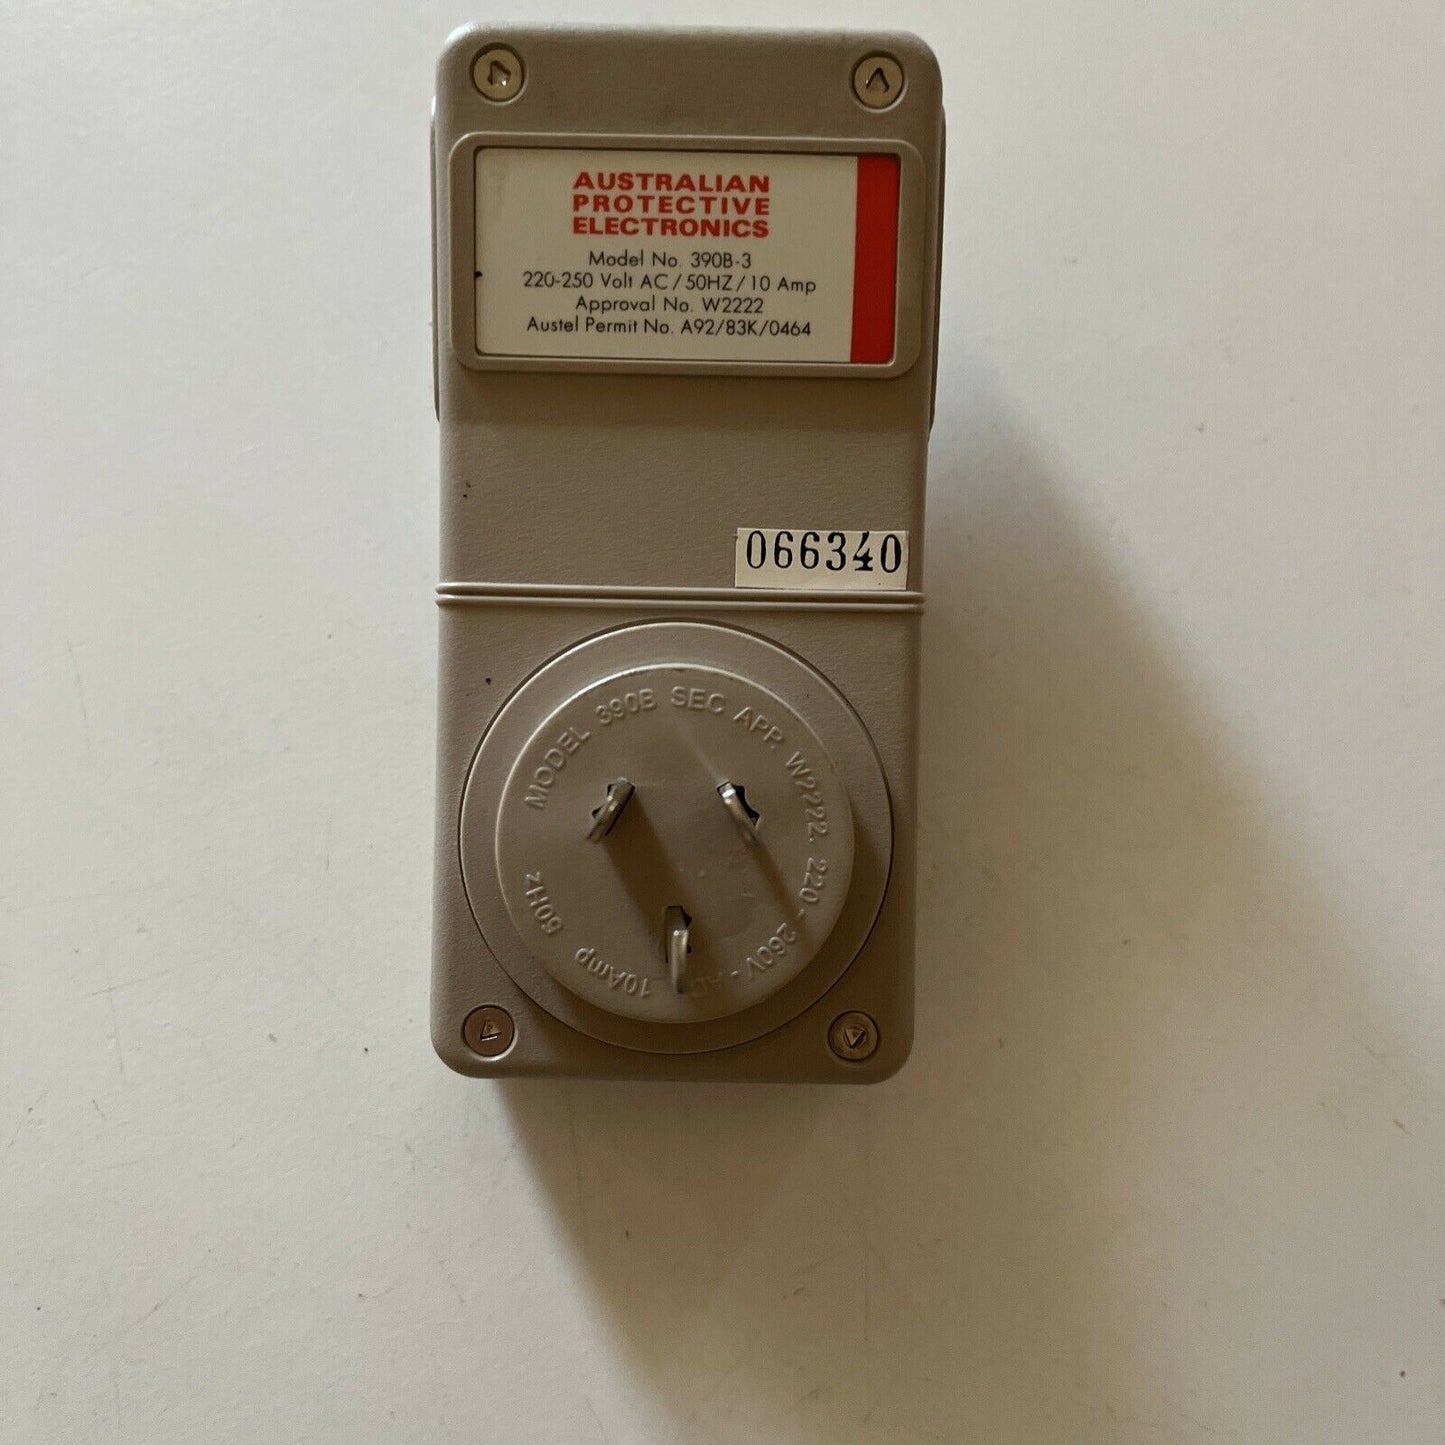 AUSTRALIAN
PROTECTIVE
ELECTRONICS
Model No. 390B-3
220-250 Volt AC/50HZ/10 Amp
Approval No. W2222
Austel Permit No. A92/83K/0464
066340
MODEL 390B SEC APP. W2222. 220-260V-AC 10Amp 50Hz